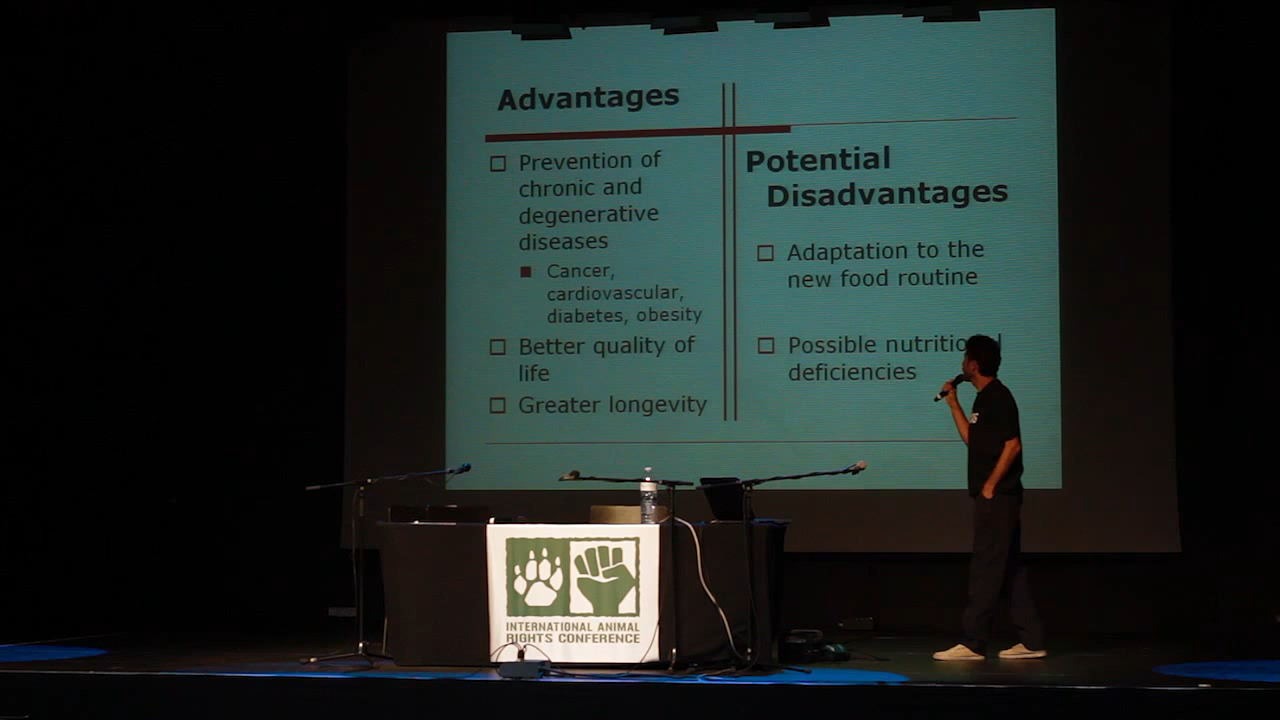 Advantages
Prevention of
chronic and
degenerative
diseases
Cancer,
cardiovascular,
diabetes, obesity
Better quality of
life
Greater longevity
Potential
Disadvantages
Adaptation to the
new food routine
Possible nutritional
deficiencies
INTERNATIONAL ANIMAL
RIGHTS CONFERENCE